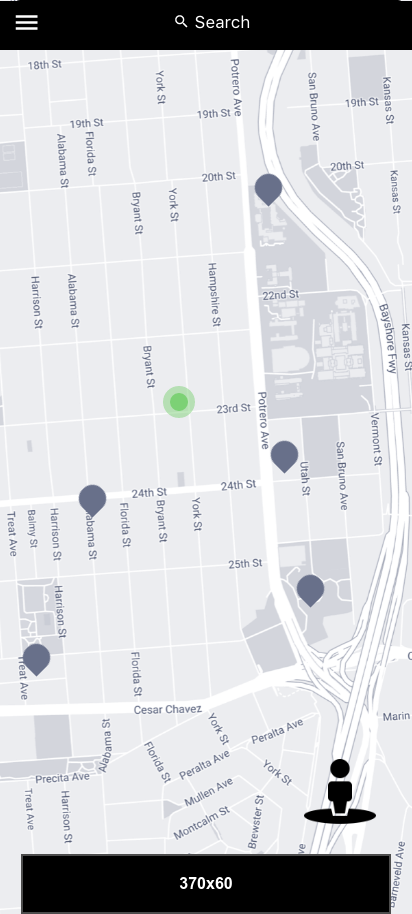 Search
18th St
19th St
19th St
19th St
20th St
20th St
22nd St
23rd St
24th St
24th St
25th St
York St
Potrero Ave
San Bruno Ave
Kansas St
Alabama St
Florida St
Bryant St
York St
Kansas St
Harrison St
Alabama St
Hampshire St
Bryant St
Bayshore Fwy
Kansas St
Potrero Ave
Vermont St
San Bruno Ave
Utah St
Treat Ave
Balmy St
Harrison St
Florida St
Bryant St
York St
Harrison St
Treat Ave
Florida St
Cesar Chavez
Marin
York St
Peralta Ave
Alabama St
Florida St
Peralta Ave
York St
Precita Ave
Mullen Ave
Montcalm St
Treat Ave
Harrison St
Brewster St
Barneveld Ave
370x60